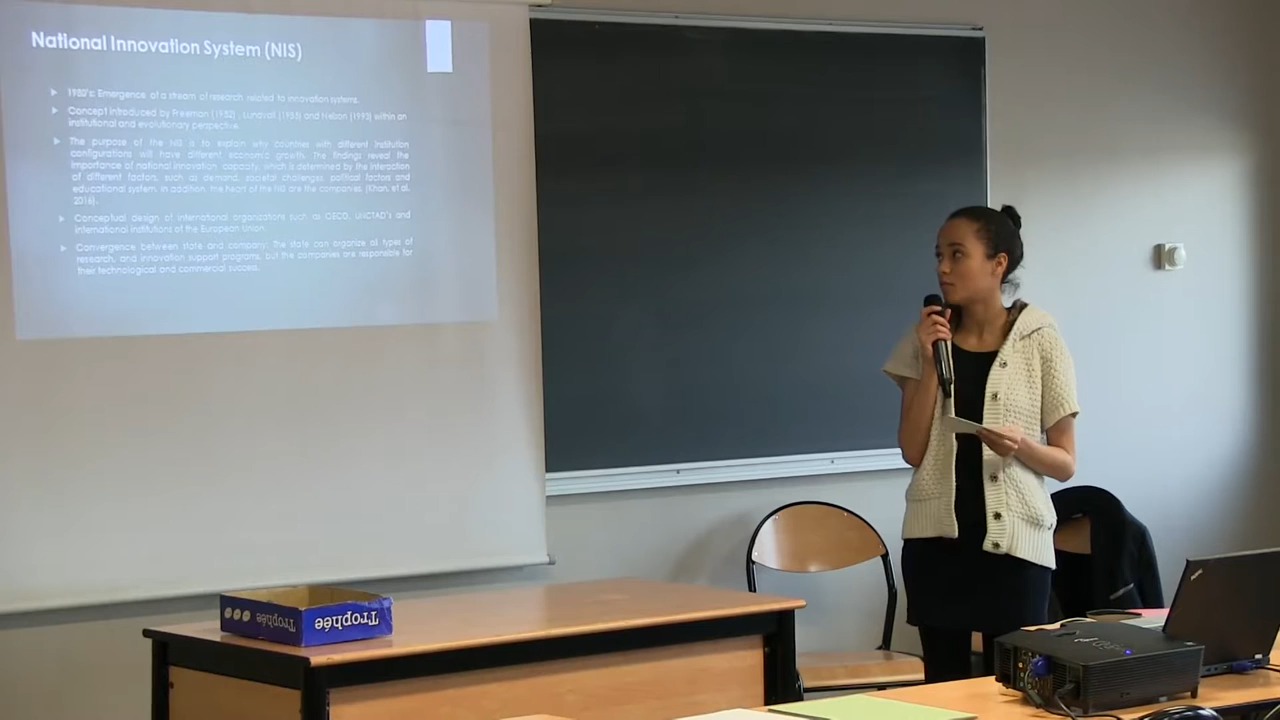 National Innovation System (NIS)
1980's: Emergence of a stream of research related to innovation systems.
Concept introduced by Freeman (1982), Lundvall (1985) and Nelson (1993) within an
institutional and evolutionary perspective.
The purpose of the NIS is to explain why countries with different institution
configurations will have different economic growth. The findings reveal the
importance of national innovation capacity, which is determined by the interaction
of different factors, such as demand, societal challenges political factors and
educational system. In addition, the heart of the NIS are the companies. (Khan, et al.
2016).
Conceptual design of international organizations such as OECD, UNCTAD's and
international institutions of the European Union.
Convergence between state and company: The state can organize all types of
research, and innovation support programs, but the companies are responsible for
their technological and commercial success.
Trophée
Trophée